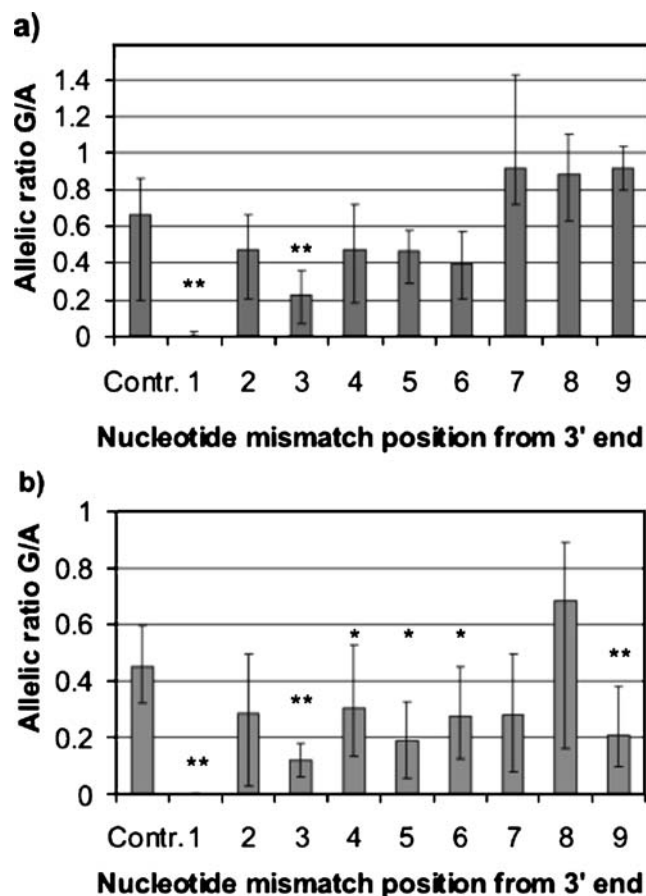 a)
Allelic ratio G/A
1.4
1.2
1
0.8
0.6
0.4
0.2
0
**
**
Contr. 1 2 3 4 5 6 7 8 9
Nucleotide mismatch position from 3' end
b)
Allelic ratio G/A
1
0.8
0.6
0.4
0.2
0
* * *
** **
**
Contr. 1 2 3 4 5 6 7 8 9
Nucleotide mismatch position from 3' end